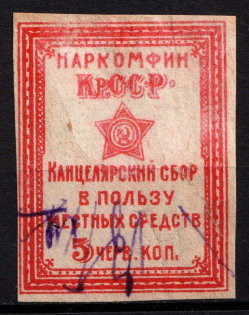 НАРКОМФИН
КрССР
КАНЦЕЛЯРСКИЙ СБОР
В ПОЛЬЗУ
МЕСТНЫХ СРЕДСТВ
5 ЧЕРВ. КОП.